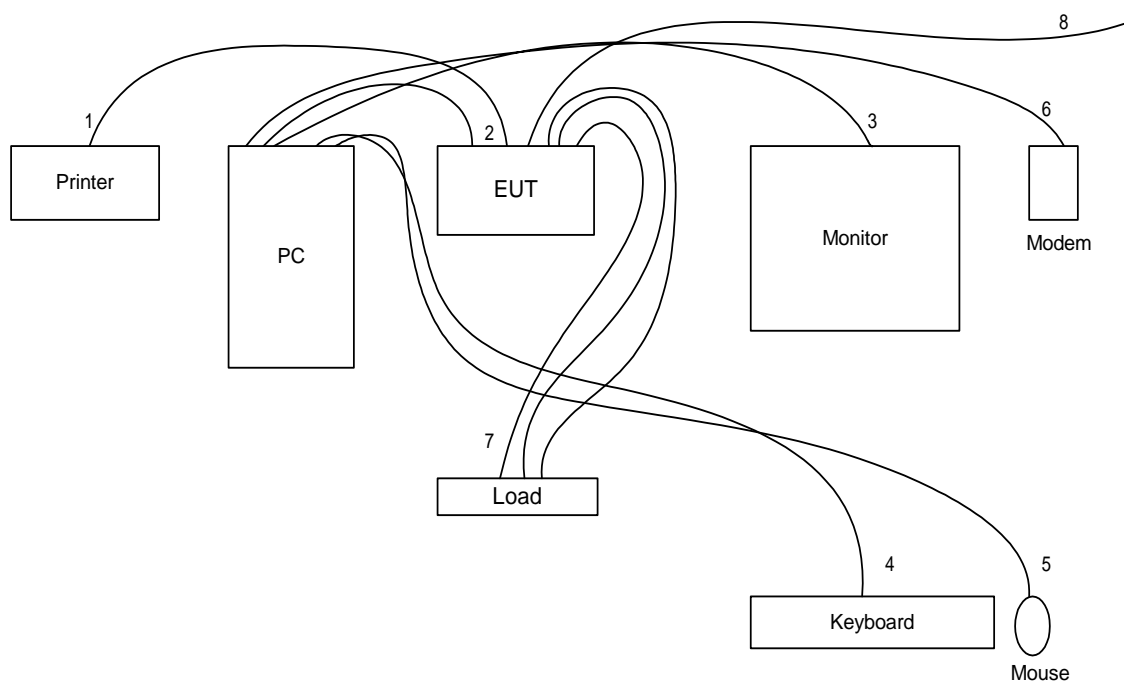 8
1
2
3
6
Printer
EUT
Monitor
PC
Modem
7
Load
4
5
Keyboard
Mouse